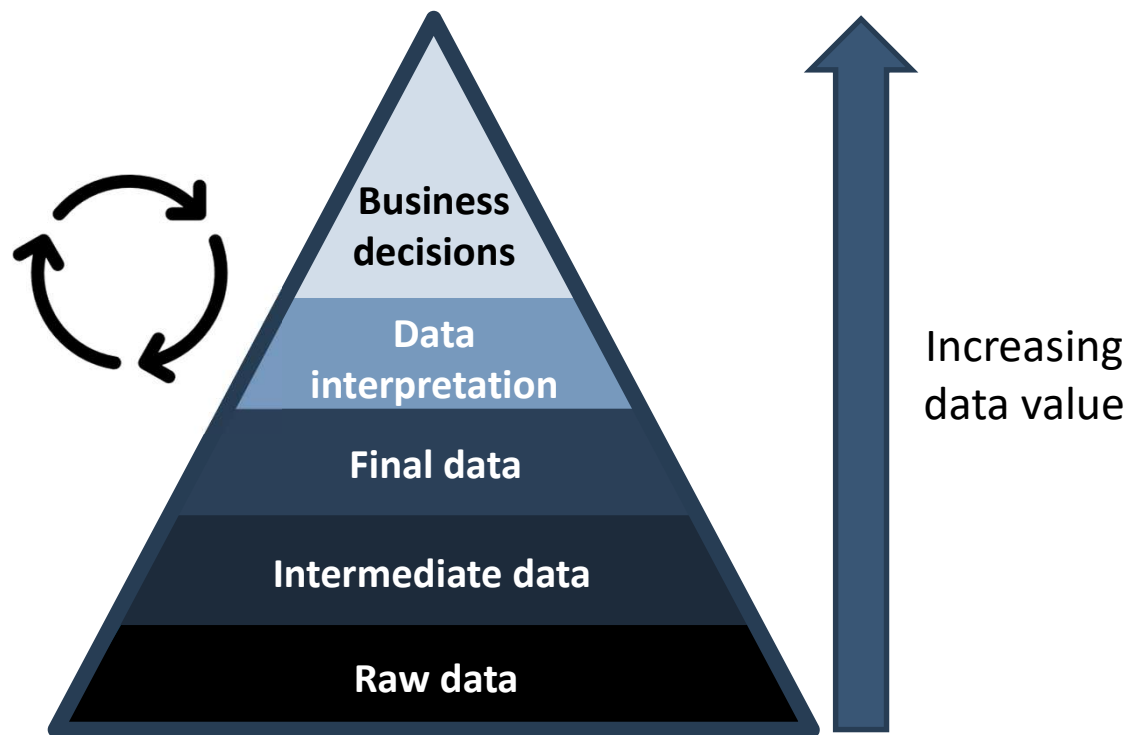 Business
decisions
Data
interpretation
Final data
Intermediate data
Raw data
Increasing
data value